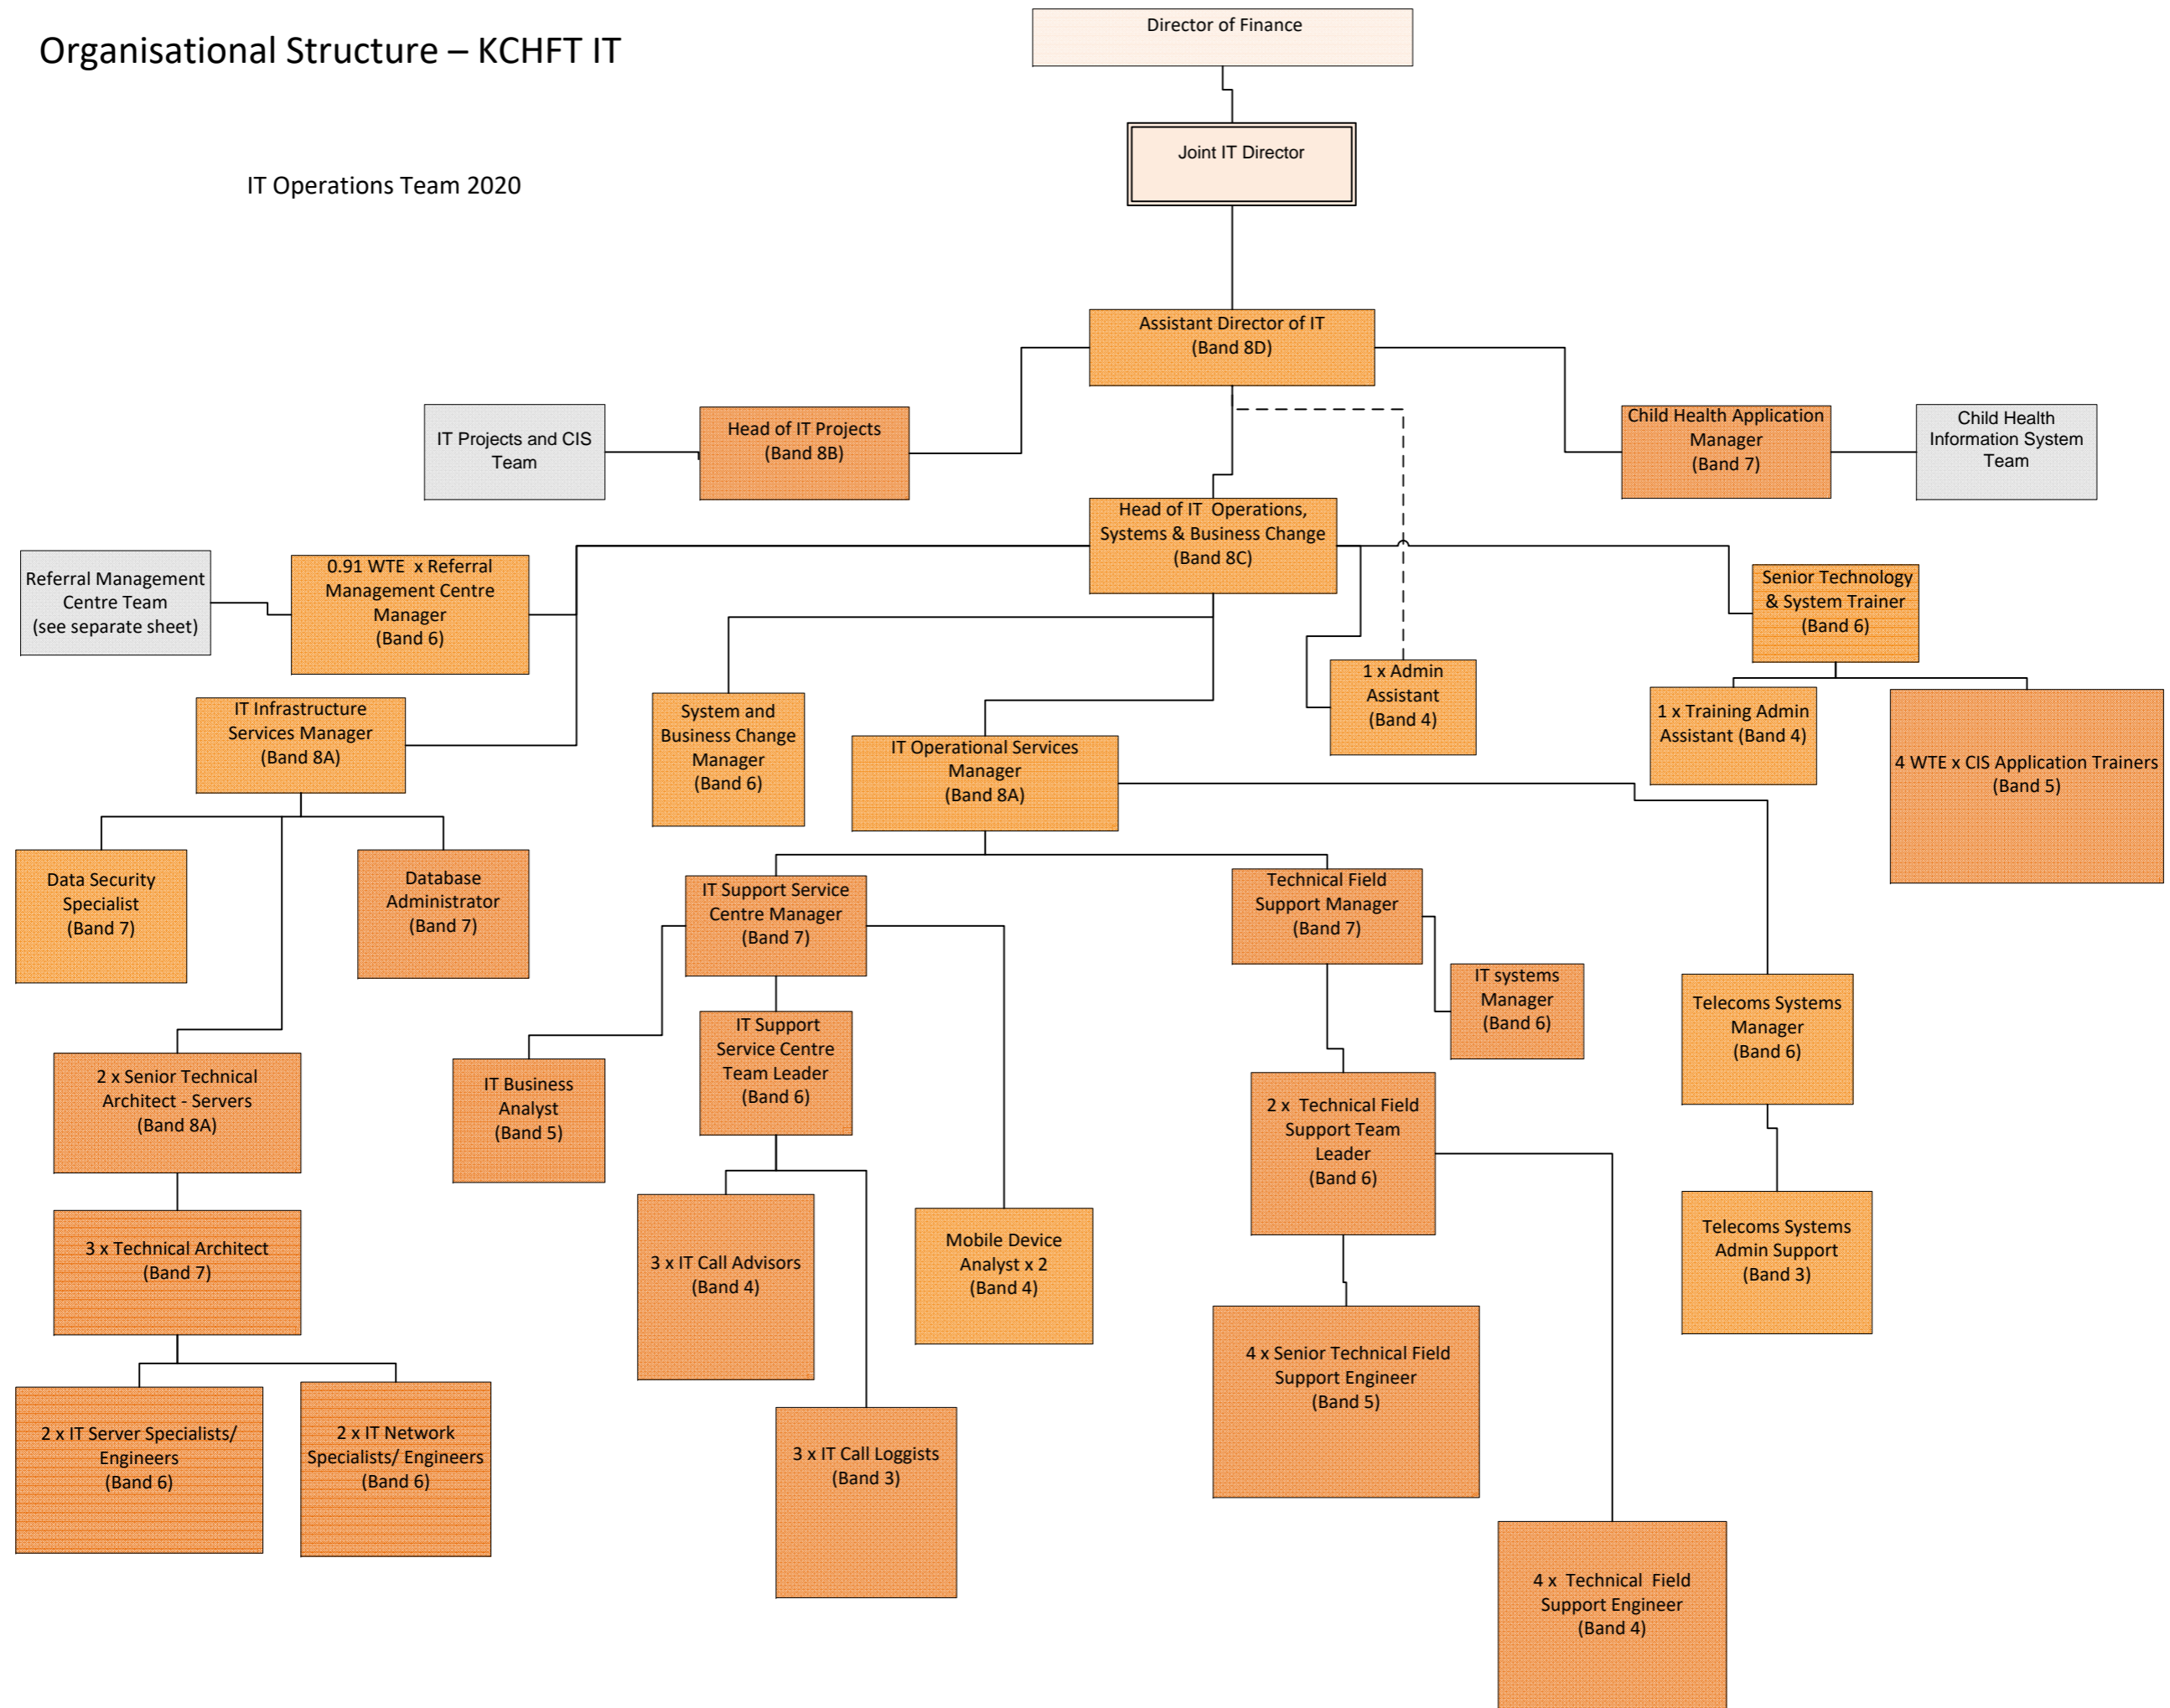 Organisational Structure – KCHFT IT
IT Operations Team 2020
Director of Finance
Joint IT Director
Assistant Director of IT
(Band 8D)
IT Projects and CIS
Team
Head of IT Projects
(Band 8B)
Child Health Application
Manager
(Band 7)
Child Health
Information System
Team
Head of IT Operations,
Systems & Business Change
(Band 8C)
Referral Management
Centre Team
(see separate sheet)
0.91 WTE x Referral
Management Centre
Manager
(Band 6)
Senior Technology
& System Trainer
(Band 6)
IT Infrastructure
Services Manager
(Band 8A)
System and
Business Change
Manager
(Band 6)
IT Operational Services
Manager
(Band 8A)
1 x Admin
Assistant
(Band 4)
1 x Training Admin
Assistant (Band 4)
4 WTE x CIS Application Trainers
(Band 5)
Data Security
Specialist
(Band 7)
Database
Administrator
(Band 7)
IT Support Service
Centre Manager
(Band 7)
Technical Field
Support Manager
(Band 7)
IT systems
Manager
(Band 6)
Telecoms Systems
Manager
(Band 6)
2 x Senior Technical
Architect - Servers
(Band 8A)
IT Business
Analyst
(Band 5)
IT Support
Service Centre
Team Leader
(Band 6)
2 x Technical Field
Support Team
Leader
(Band 6)
3 x Technical Architect
(Band 7)
3 x IT Call Advisors
(Band 4)
Mobile Device
Analyst x 2
(Band 4)
Telecoms Systems
Admin Support
(Band 3)
4 x Senior Technical Field
Support Engineer
(Band 5)
2 x IT Server Specialists/
Engineers
(Band 6)
2 x IT Network
Specialists/ Engineers
(Band 6)
3 x IT Call Loggists
(Band 3)
4 x Technical Field
Support Engineer
(Band 4)